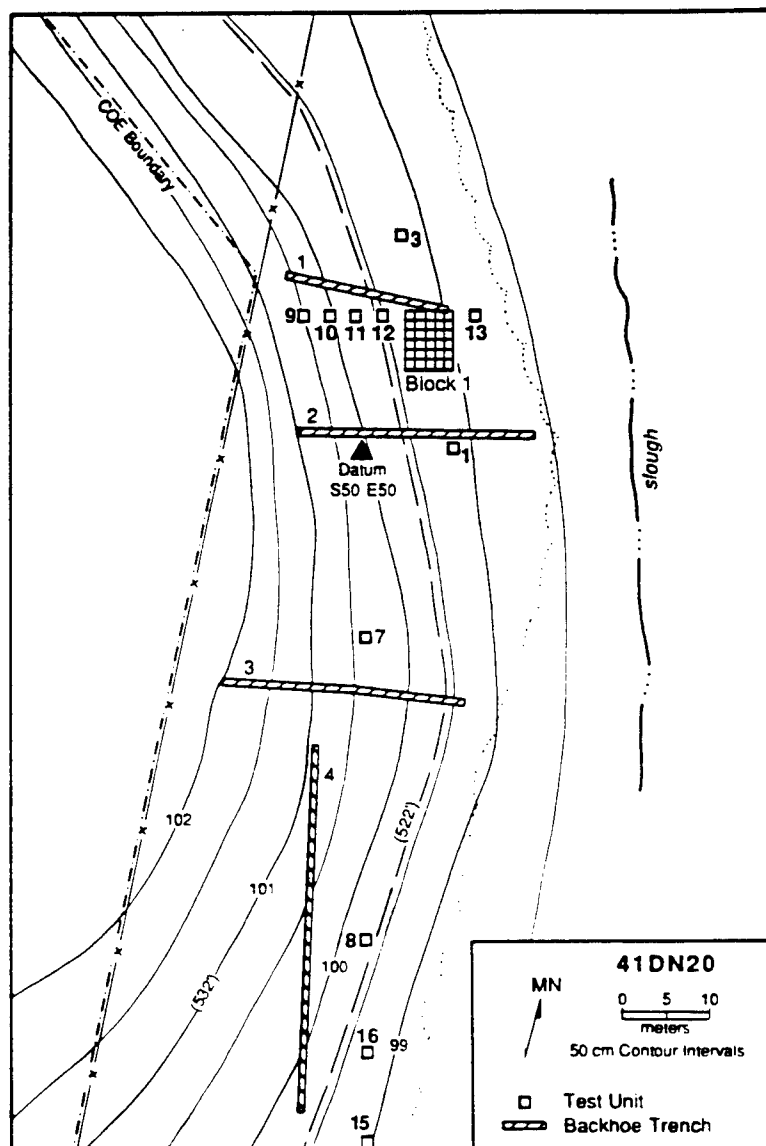 COE Boundary
3
1
9
10
11
12
13
Block 1
2
1
Datum
S50 E50
slough
7
3
4
102
(522')
101
8
100
(532')
16
99
15
41DN20
MN
0 5 10
meters
50 cm Contour Intervals
Test Unit
Backhoe Trench